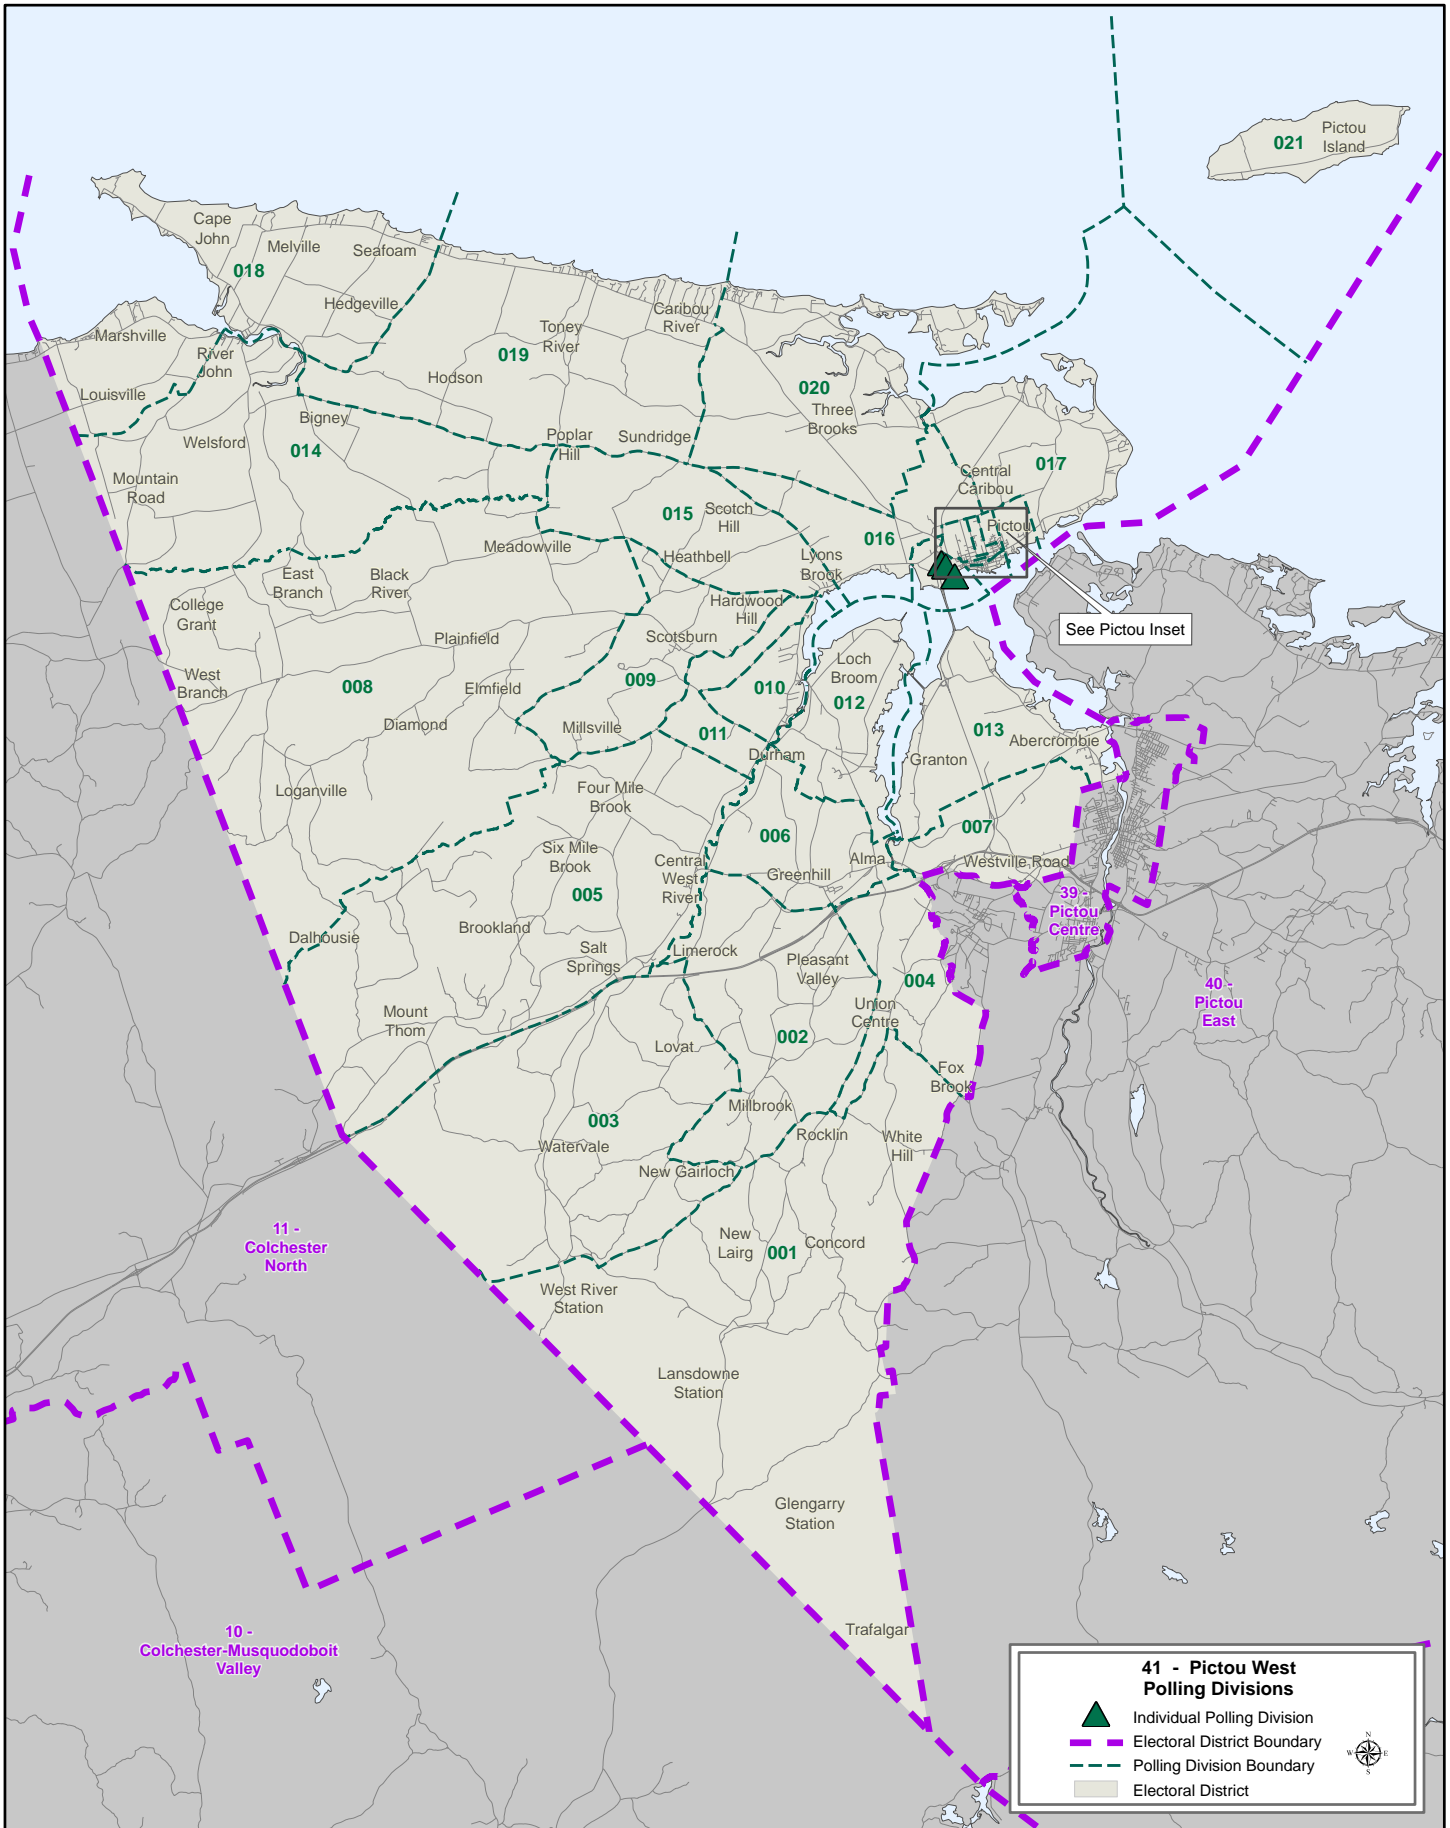 021
Pictou
Island
Cape
John
Melville
Seafoam
018
Hedgeville
Marshville
River
John
Louisville
Caribou
River
Toney
River
019
Hodson
020
Three
Brooks
Bigney
Welsford
014
Poplar
Hill
Sundridge
Mountain
Road
Central
Caribou
017
015
Scotch
Hill
Pictou
016
Meadowville
Heathbell
Lyons
Brook
East
Branch
Black
River
College
Grant
Hardwood
Hill
See Pictou Inset
Plainfield
Scotsburn
West
Branch
008
Elmfield
009
010
Loch
Broom
012
Diamond
Millsville
011
013
Abercrombie
Durham
Granton
Loganville
Four Mile
Brook
006
007
Six Mile
Brook
Central
West
River
Alma
Westville Road
Greenhill
005
39 -
Pictou
Centre
Dalhousie
Brookland
Salt
Springs
Limerock
Pleasant
Valley
004
40 -
Pictou
East
Mount
Thom
Union
Centre
002
Lovat
Fox
Brook
003
Millbrook
Watervale
Rocklin
White
Hill
New Gairloch
11 -
Colchester
North
New
Lairg
001
Concord
West River
Station
Lansdowne
Station
Glengarry
Station
10 -
Colchester-Musquodoboit
Valley
Trafalgar
41 - Pictou West
Polling Divisions
Individual Polling Division
Electoral District Boundary
Polling Division Boundary
Electoral District
N
W E
S